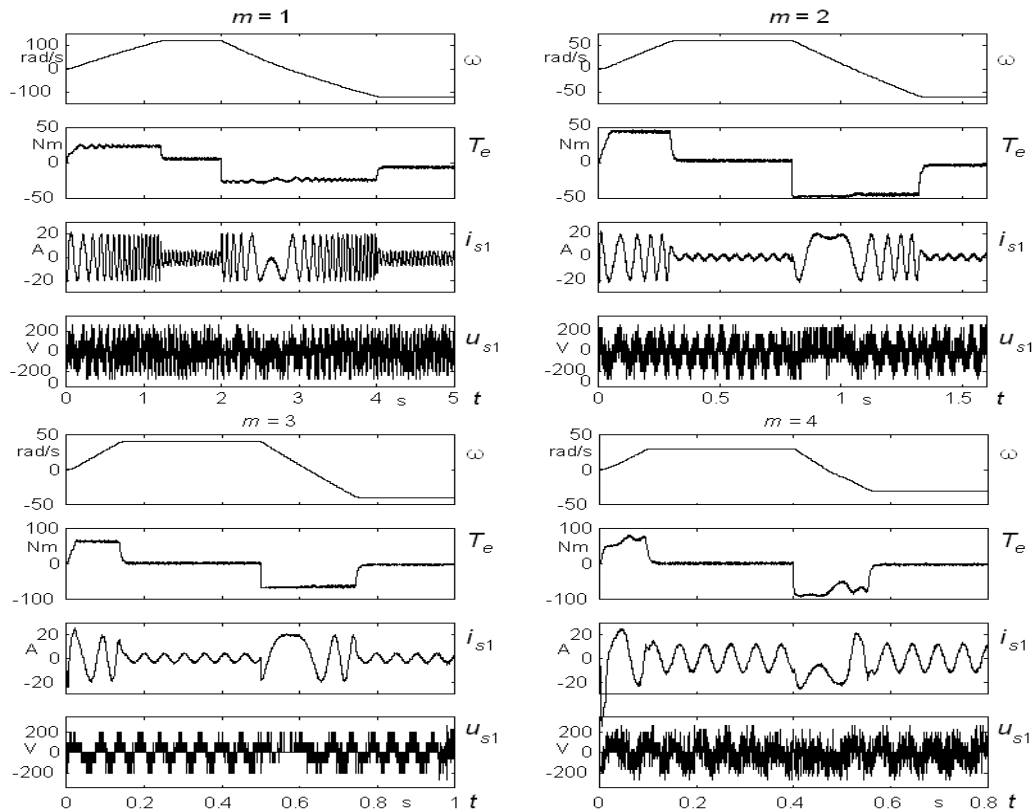 m = 1
100
rad/s
0
-100
ω
50
Nm
0
-50
T_e
20
A
0
-20
i_s1
200
V
0
-200
0
u_s1
0 1 2 3 4 s 5 t
m = 2
50
rad/s
0
-50
ω
50
Nm
0
-50
T_e
20
A
0
-20
i_s1
200
V
0
-200
0
u_s1
0 0.5 1 s 1.5 t
m = 3
50
rad/s
0
-50
ω
100
Nm
0
-100
T_e
20
A
0
-20
i_s1
200
V
0
-200
u_s1
0 0.2 0.4 0.6 0.8 s 1 t
m = 4
50
rad/s
0
-50
ω
100
Nm
0
-100
T_e
20
A
0
-20
i_s1
200
V
0
-200
u_s1
0 0.2 0.4 0.6 s 0.8 t